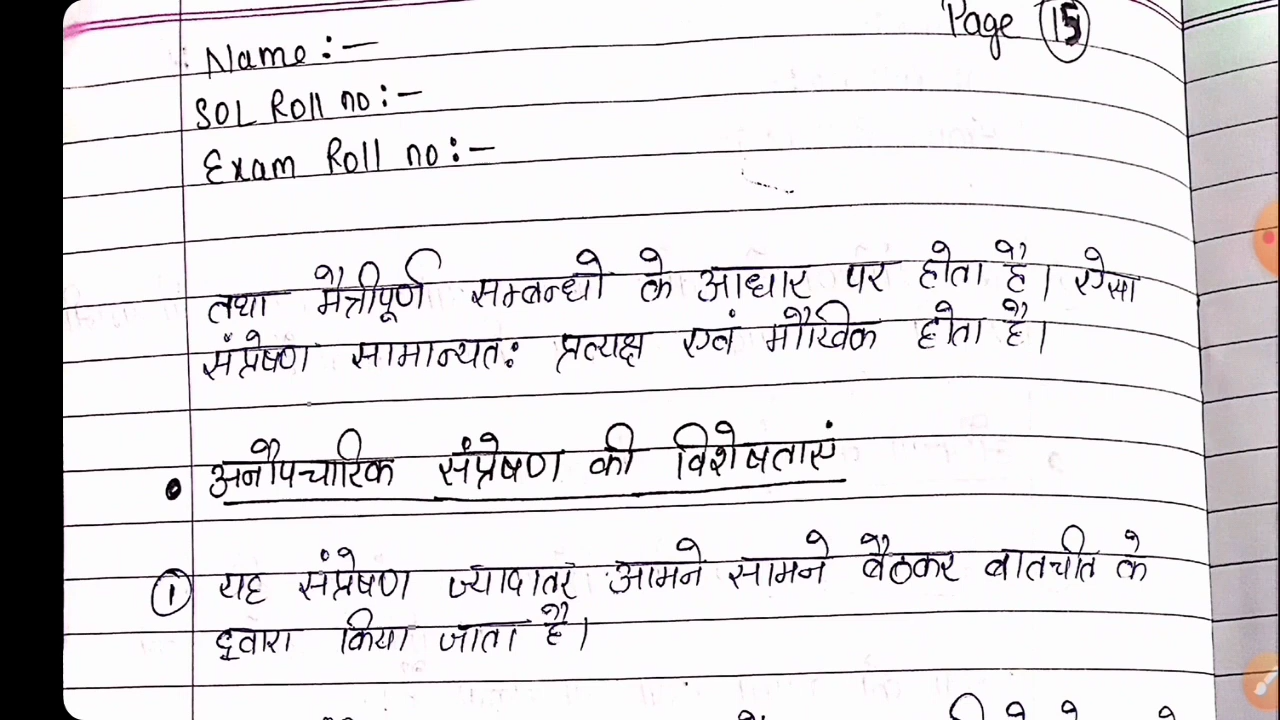 Page 15
Name:-
SOL Roll no:-
Exam Roll no:-
तथा मैत्रीपूर्ण सम्बन्धो के आधार पर होता है। ऐसा
संप्रेषण सामान्यत: प्रत्यक्ष एवं मौखिक होता है।
• अनौपचारिक संप्रेषण की विशेषताएं
① यह संप्रेषण ज्यादातर आमने सामने बैठकर बातचीत के
द्वारा किया जाता है।